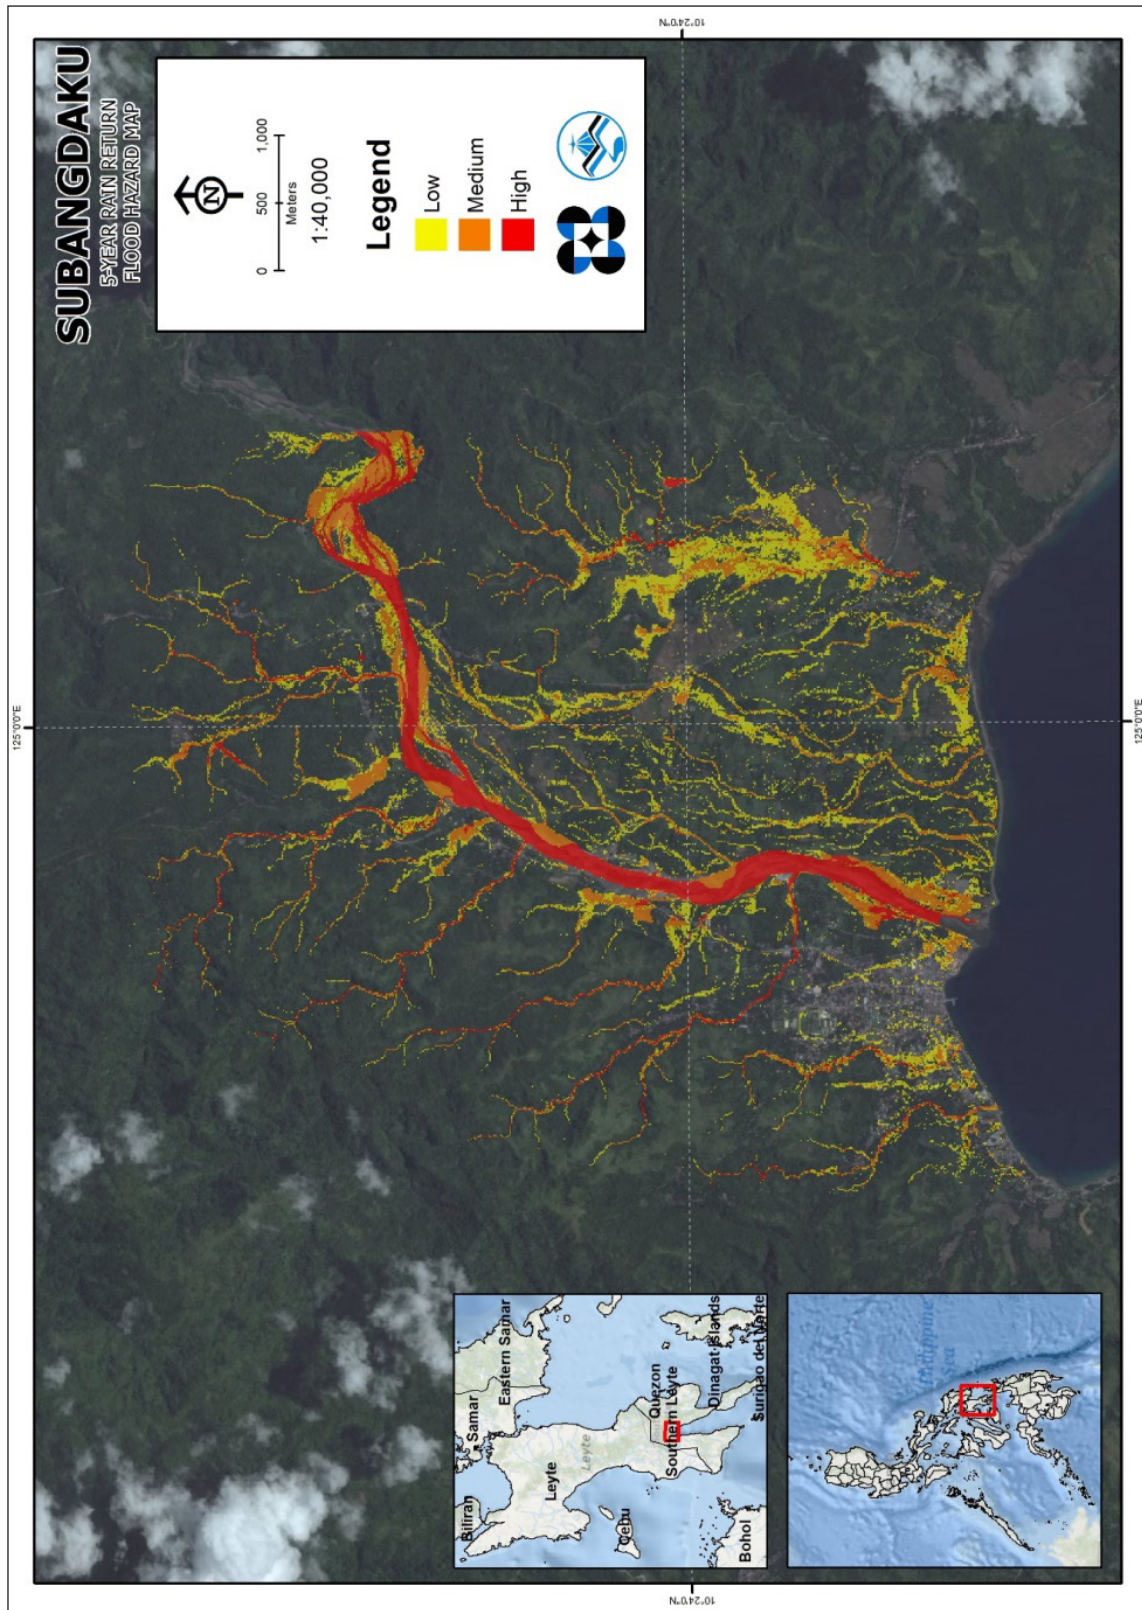 SUBANGDAKU
5-YEAR RAIN RETURN
FLOOD HAZARD MAP
N
0 500 1,000
Meters
1:40,000
Legend
Low
Medium
High
125°0'0"E
125°0'0"E
10°24'0"N
10°24'0"N
Biliran
Samar
Eastern Samar
Leyte
Leyte
Cebu
Bohol
Quezon
Southern Leyte
Dinagat Islands
Surigao del Norte
Philippine